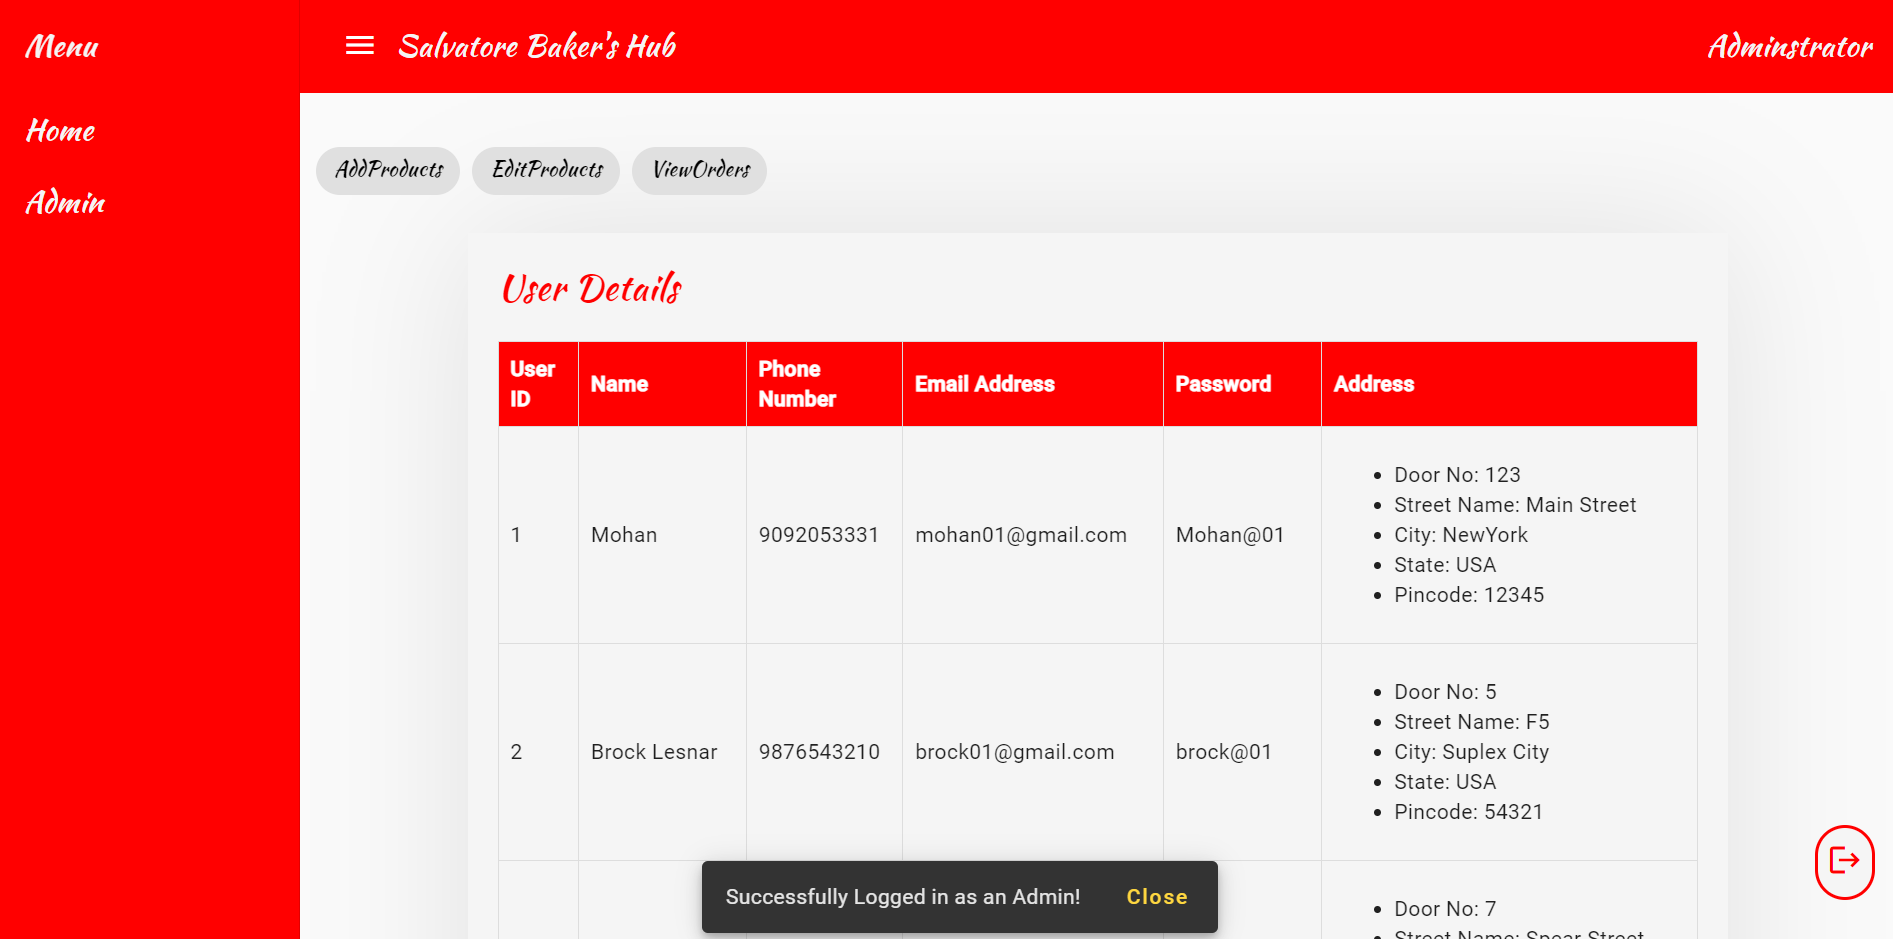 Menu
Home
Admin
Salvatore Baker's Hub
Adminstrator
AddProducts
EditProducts
ViewOrders
User Details
User ID
Name
Phone Number
Email Address
Password
Address
1
Mohan
9092053331
mohan01@gmail.com
Mohan@01
Door No: 123
Street Name: Main Street
City: NewYork
State: USA
Pincode: 12345
2
Brock Lesnar
9876543210
brock01@gmail.com
brock@01
Door No: 5
Street Name: F5
City: Suplex City
State: USA
Pincode: 54321
Door No: 7
Street Name: Spear Street
Successfully Logged in as an Admin!
Close